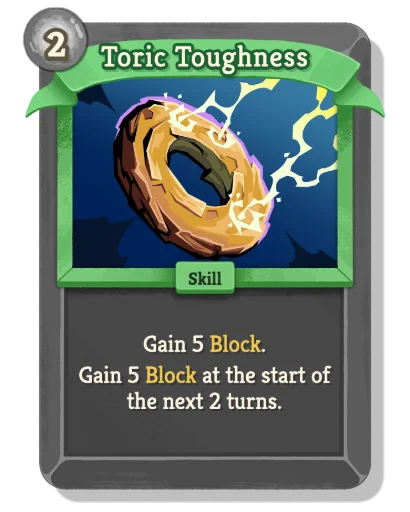 2
Toric Toughness
Skill
Gain 5 Block.
Gain 5 Block at the start of
the next 2 turns.